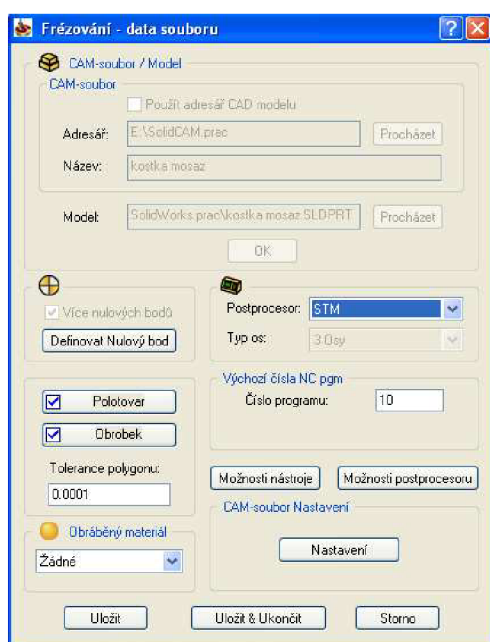 Frézování - data souboru
CAM-soubor / Model
CAM-soubor
Použít adresář CAD modelu
Adresář: E:\SolidCAM.prac Procházet
Název: kostka mosaz
Model: SolidWorks.prac\kostka mosaz.SLDPRT Procházet
OK
Více nulových bodů
Definovat Nulový bod
Postprocesor: STM
Typ os: 3 Osy
Polotovar
Obrobek
Tolerance polygonu:
0.0001
Výchozí čísla NC pgm
Číslo programu: 10
Možnosti nástroje Možnosti postprocesoru
Obráběný materiál
Žádné
CAM-soubor Nastavení
Nastavení
Uložit Uložit & Ukončit Storno